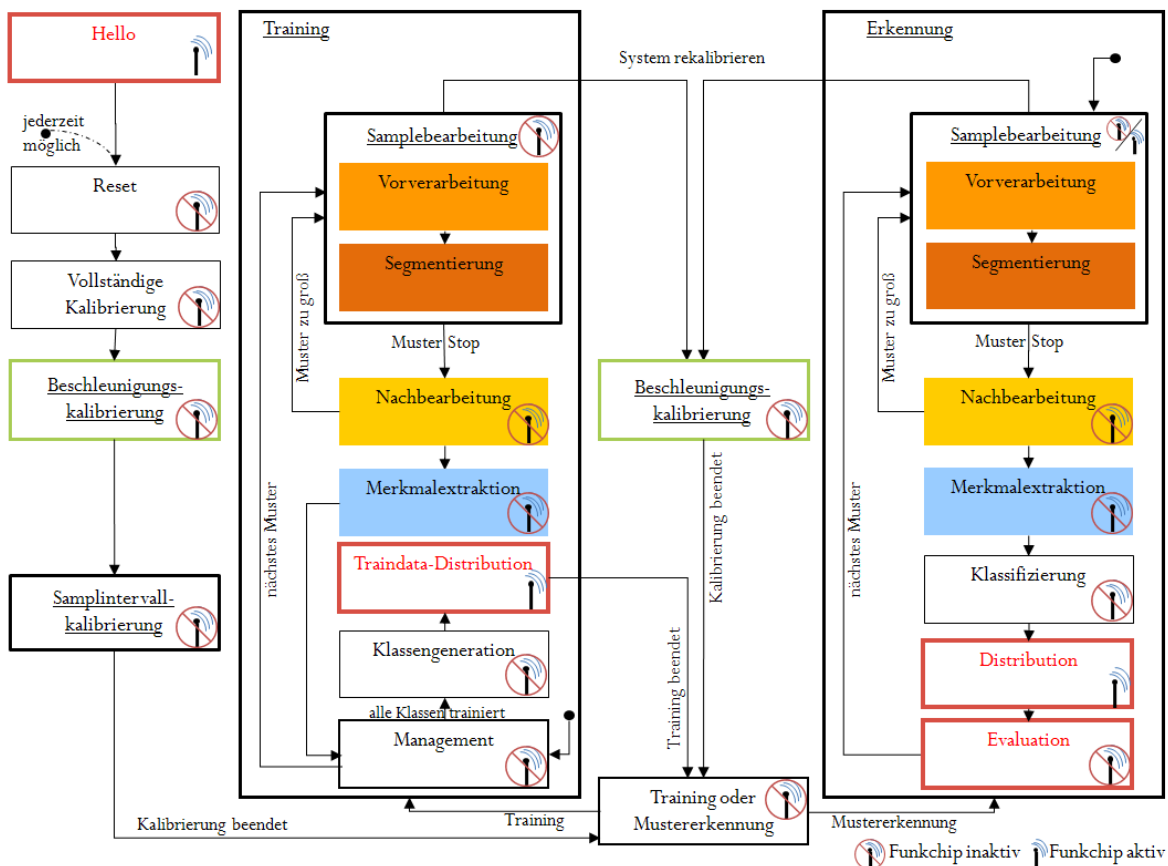 Hello
jederzeit
möglich
Reset
Vollständige
Kalibrierung
Beschleunigungs-
kalibrierung
Samplintervall-
kalibrierung
Kalibrierung beendet
Training
Samplebearbeitung
Vorverarbeitung
Segmentierung
Muster zu groß
Muster Stop
Nachbearbeitung
nächstes Muster
Merkmalextraktion
Traindata-Distribution
Klassengeneration
alle Klassen trainiert
Management
System rekalibrieren
Beschleunigungs-
kalibrierung
Kalibrierung beendet
Training beendet
Training oder
Mustererkennung
Training
Mustererkennung
Erkennung
Samplebearbeitung
Vorverarbeitung
Segmentierung
Muster zu groß
Muster Stop
Nachbearbeitung
nächstes Muster
Merkmalextraktion
Klassifizierung
Distribution
Evaluation
Funkchip inaktiv
Funkchip aktiv